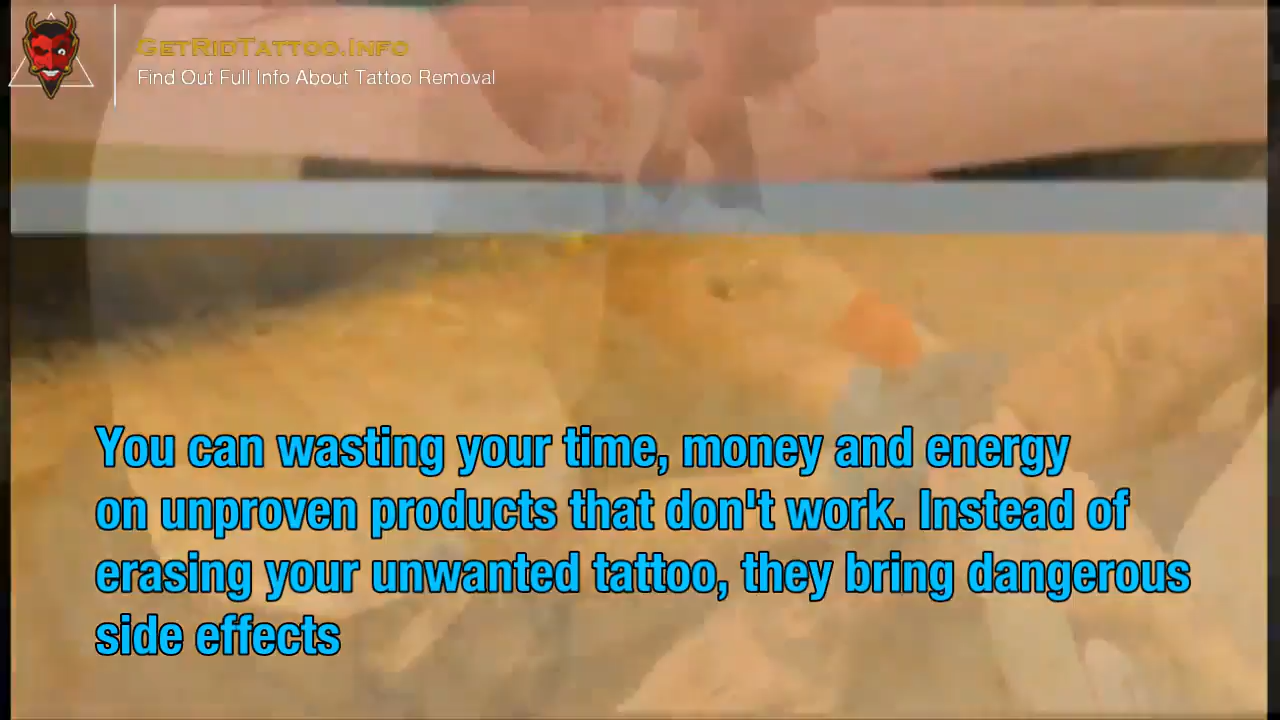 GetRidTattoo.Info
Find Out Full Info About Tattoo Removal
You can wasting your time, money and energy
on unproven products that don't work. Instead of
erasing your unwanted tattoo, they bring dangerous
side effects